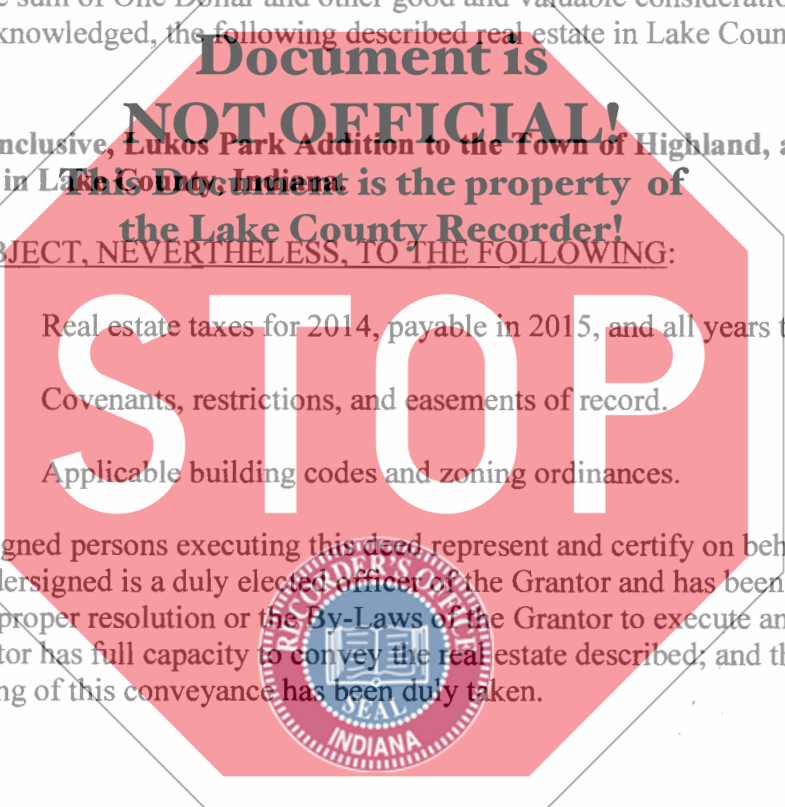 e sum of One Dollar and other good and valuable consideration
knowledged, the following described real estate in Lake Coun
Document is
NOT OFFICIAL!
nclusive, Lukos Park Addition to the Town of Highland, a
in Lake County, Indiana.
This Document is the property of
the Lake County Recorder!
BJECT, NEVERTHELESS, TO THE FOLLOWING:
STOP
Real estate taxes for 2014, payable in 2015, and all years t
Covenants, restrictions, and easements of record.
Applicable building codes and zoning ordinances.
gned persons executing this deed represent and certify on beh
dersigned is a duly elected officer of the Grantor and has been
proper resolution or the By-Laws of the Grantor to execute an
tor has full capacity to convey the real estate described; and th
ng of this conveyance has been duly taken.
RECORDER'S OFFICE
SEAL
INDIANA